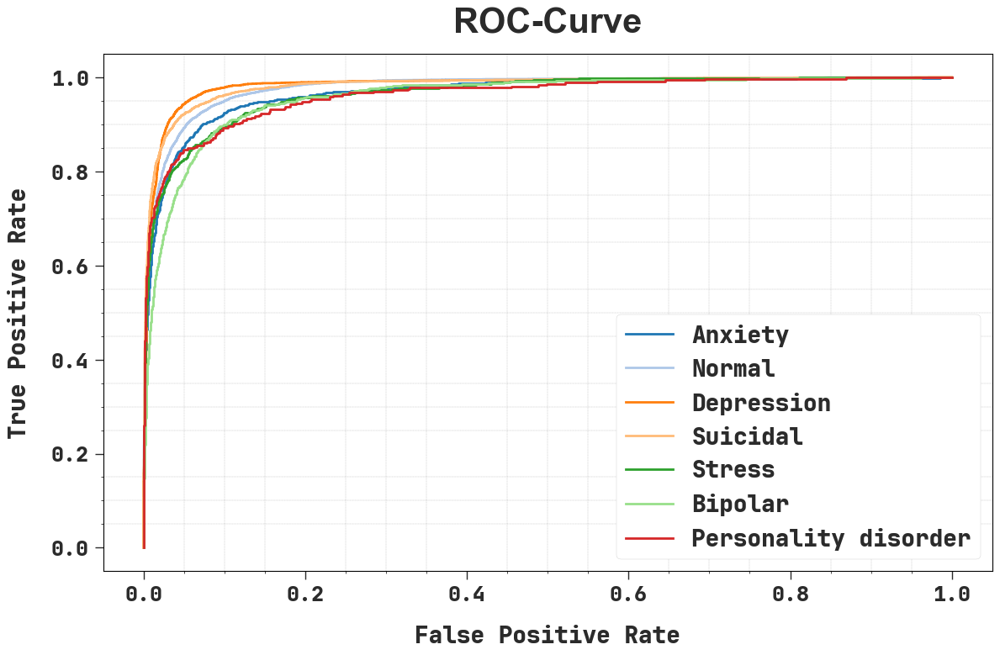 ROC-Curve
True Positive Rate
1.0
0.8
0.6
0.4
0.2
0.0
Anxiety
Normal
Depression
Suicidal
Stress
Bipolar
Personality disorder
0.0 0.2 0.4 0.6 0.8 1.0
False Positive Rate